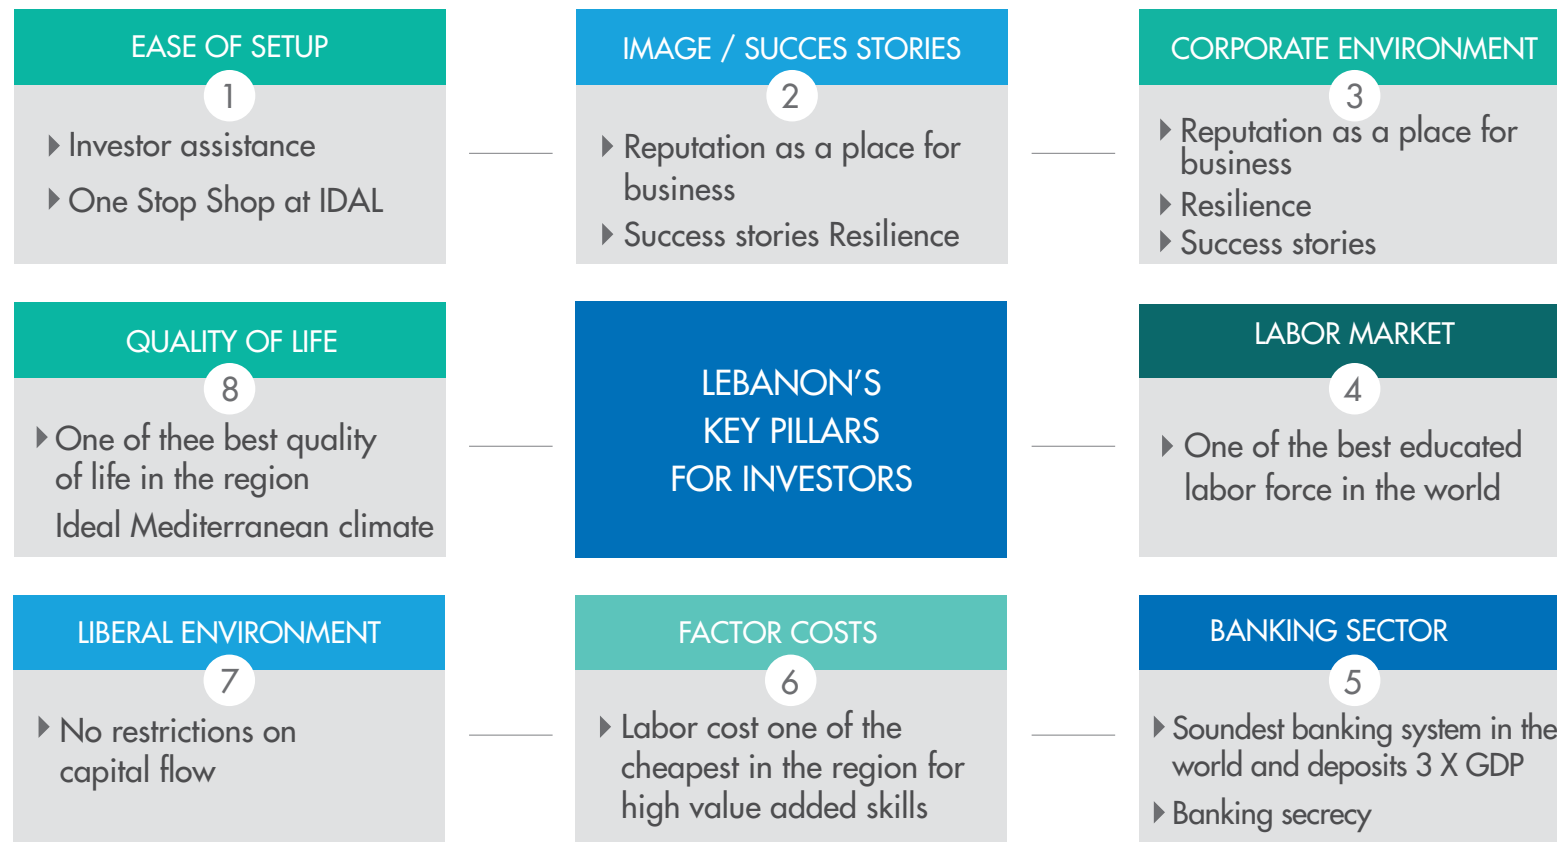 EASE OF SETUP
1
Investor assistance
One Stop Shop at IDAL
IMAGE / SUCCES STORIES
2
Reputation as a place for
business
Success stories Resilience
CORPORATE ENVIRONMENT
3
Reputation as a place for
business
Resilience
Success stories
QUALITY OF LIFE
8
One of thee best quality
of life in the region
Ideal Mediterranean climate
LEBANON’S
KEY PILLARS
FOR INVESTORS
LABOR MARKET
4
One of the best educated
labor force in the world
LIBERAL ENVIRONMENT
7
No restrictions on
capital flow
FACTOR COSTS
6
Labor cost one of the
cheapest in the region for
high value added skills
BANKING SECTOR
5
Soundest banking system in the
world and deposits 3 X GDP
Banking secrecy